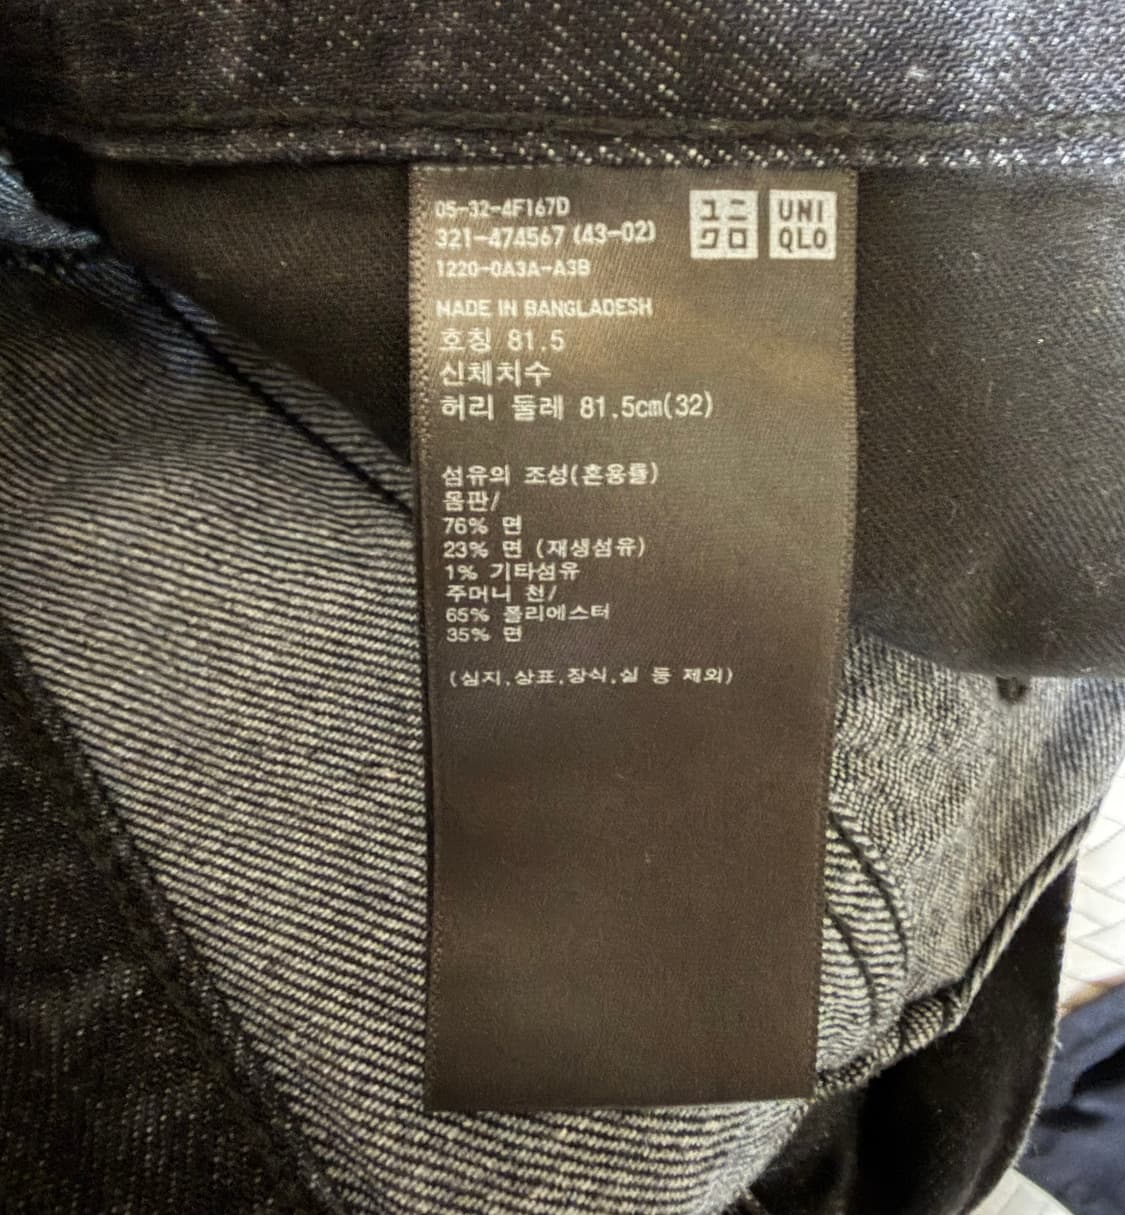 05-32-4F167D
321-474567 (43-02)
1220-0A3A-A3B
ユニ
クロ
UNI
QLO
MADE IN BANGLADESH
호칭 81.5
신체치수
허리 둘레 81.5cm(32)
섬유의 조성(혼용률)
몸판/
76% 면
23% 면 (재생섬유)
1% 기타섬유
주머니 천/
65% 폴리에스터
35% 면
(심지,상표,장식,실 등 제외)